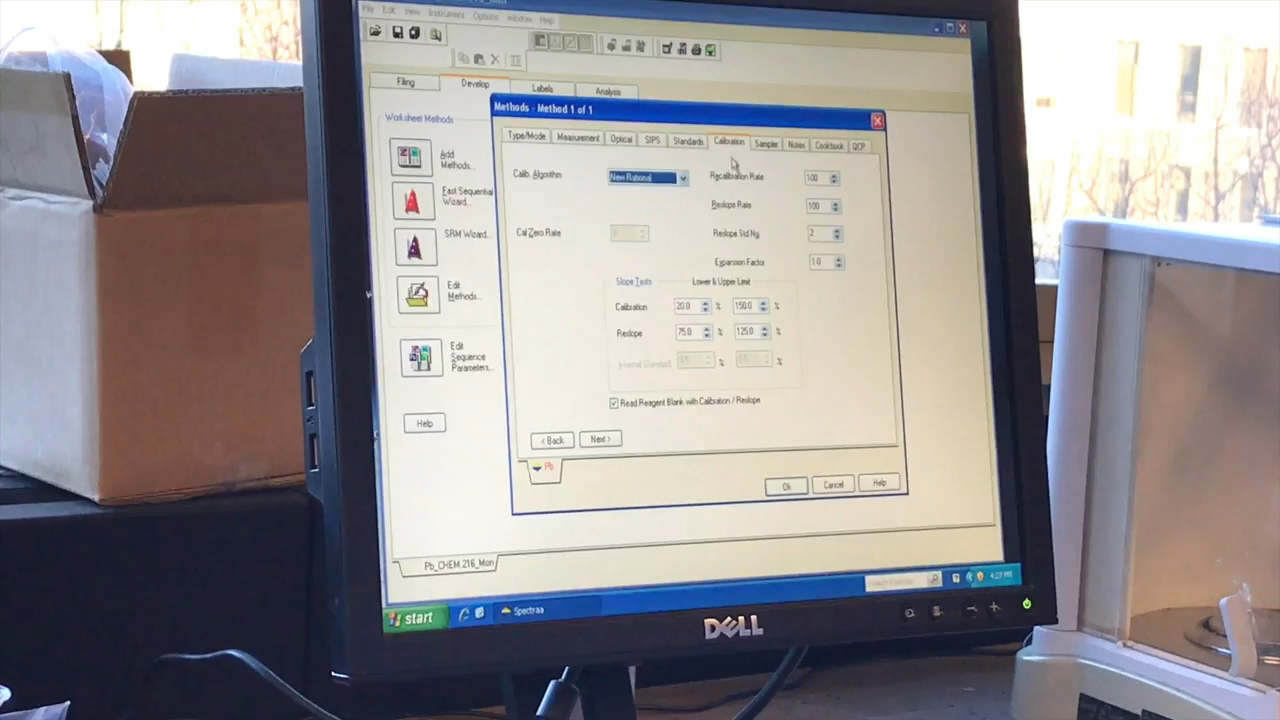 File Edit View Instrument Options Window Help
Filing Develop Labels Analysis
Worksheet Methods
Add Methods...
Fast Sequential Wizard...
SRM Wizard...
Edit Methods...
Edit Sequence Parameters...
Help
Methods - Method 1 of 1
Type/Mode Measurement Optical SIPS Standards Calibration Sampler Notes Cookbook QCP
Calib. Algorithm New Rational Recalibration Rate 100
Reslope Rate 100
Cal Zero Rate Reslope Std No. 2
Expansion Factor 1.0
Slope Tests Lower & Upper Limit
Calibration 20.0 % 150.0 %
Reslope 75.0 % 125.0 %
Internal Standard % %
Read Reagent Blank with Calibration / Reslope
< Back Next >
Pb
Ok Cancel Help
Pb_CHEM 216_Mon
start Spectraa 4:27 PM
DELL